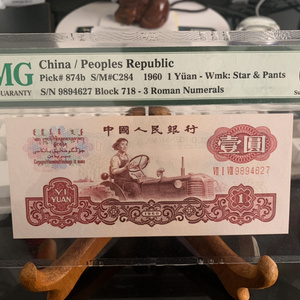 MG
GUARANTY
China / Peoples Republic
Pick# 874b S/M#C284 1960 1 Yüan - Wmk: Star & Pants
S/N 9894627 Block 718 - 3 Roman Numerals
中国人民银行
壹圆
VII I VIII 9894627
YI
YUAN
1960
1